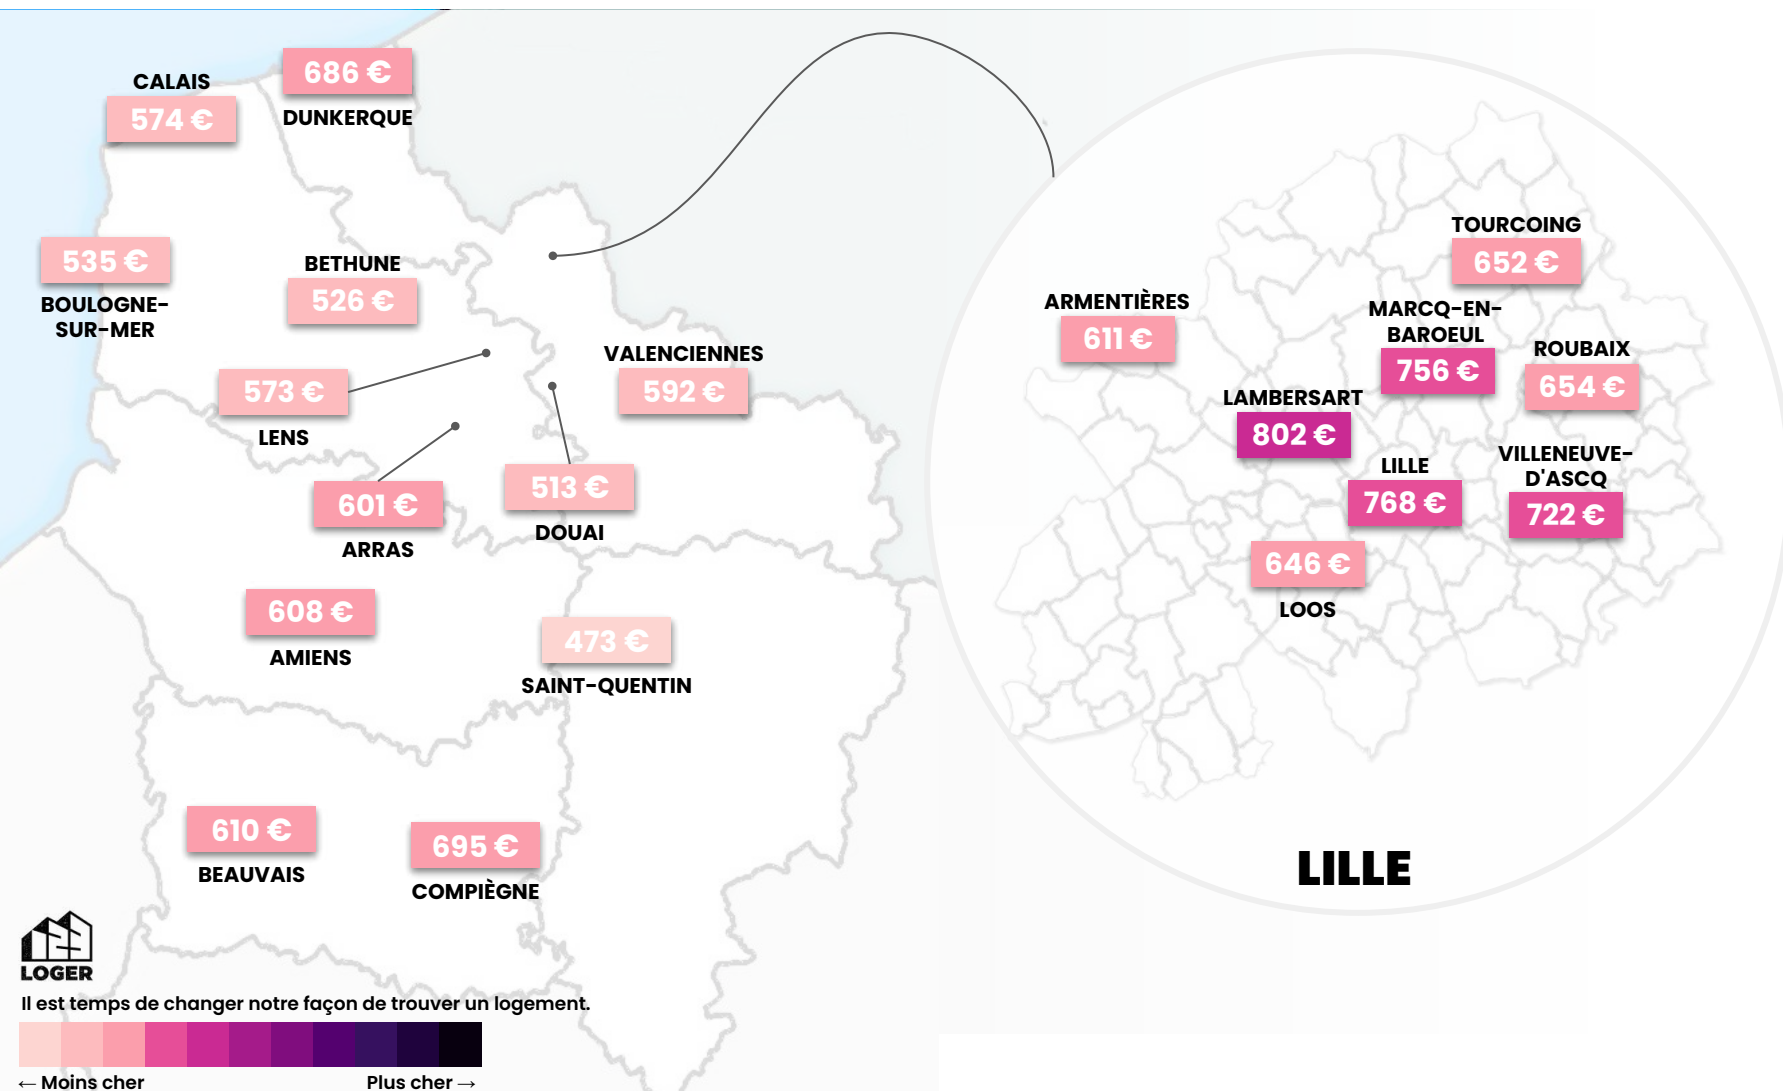 CALAIS
574 €
686 €
DUNKERQUE
535 €
BOULOGNE-
SUR-MER
BETHUNE
526 €
573 €
LENS
VALENCIENNES
592 €
601 €
ARRAS
513 €
DOUAI
608 €
AMIENS
473 €
SAINT-QUENTIN
610 €
BEAUVAIS
695 €
COMPIÈGNE
TOURCOING
652 €
ARMENTIÈRES
611 €
MARCQ-EN-
BAROEUL
756 €
ROUBAIX
654 €
LAMBERSART
802 €
LILLE
768 €
VILLENEUVE-
D'ASCQ
722 €
646 €
LOOS
LILLE
123
LOGER
Il est temps de changer notre façon de trouver un logement.
← Moins cher
Plus cher →